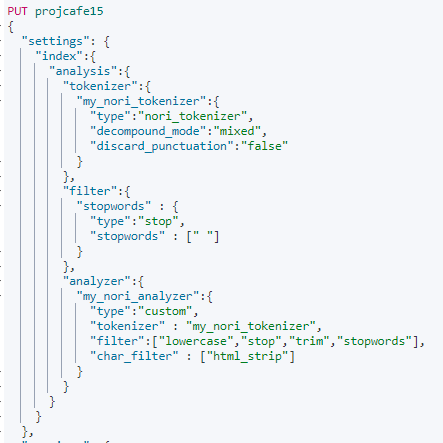 PUT projcafe15
{
  "settings": {
    "index":{
      "analysis":{
        "tokenizer":{
          "my_nori_tokenizer":{
            "type":"nori_tokenizer",
            "decompound_mode":"mixed",
            "discard_punctuation":"false"
          }
        },
        "filter":{
          "stopwords" : {
            "type":"stop",
            "stopwords" : [" "]
          }
        },
        "analyzer":{
          "my_nori_analyzer":{
            "type":"custom",
            "tokenizer" : "my_nori_tokenizer",
            "filter":["lowercase","stop","trim","stopwords"],
            "char_filter" : ["html_strip"]
          }
        }
      }
    }
  },